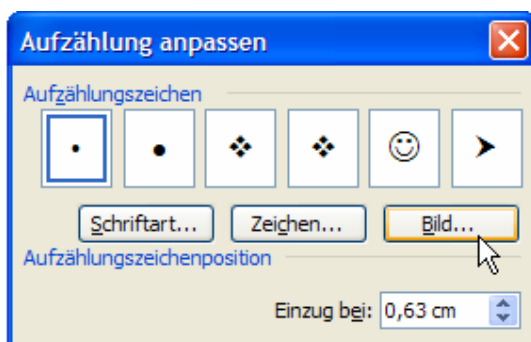 Aufzählung anpassen
Aufzählungszeichen
Schriftart... Zeichen... Bild...
Aufzählungszeichenposition
Einzug bei: 0,63 cm